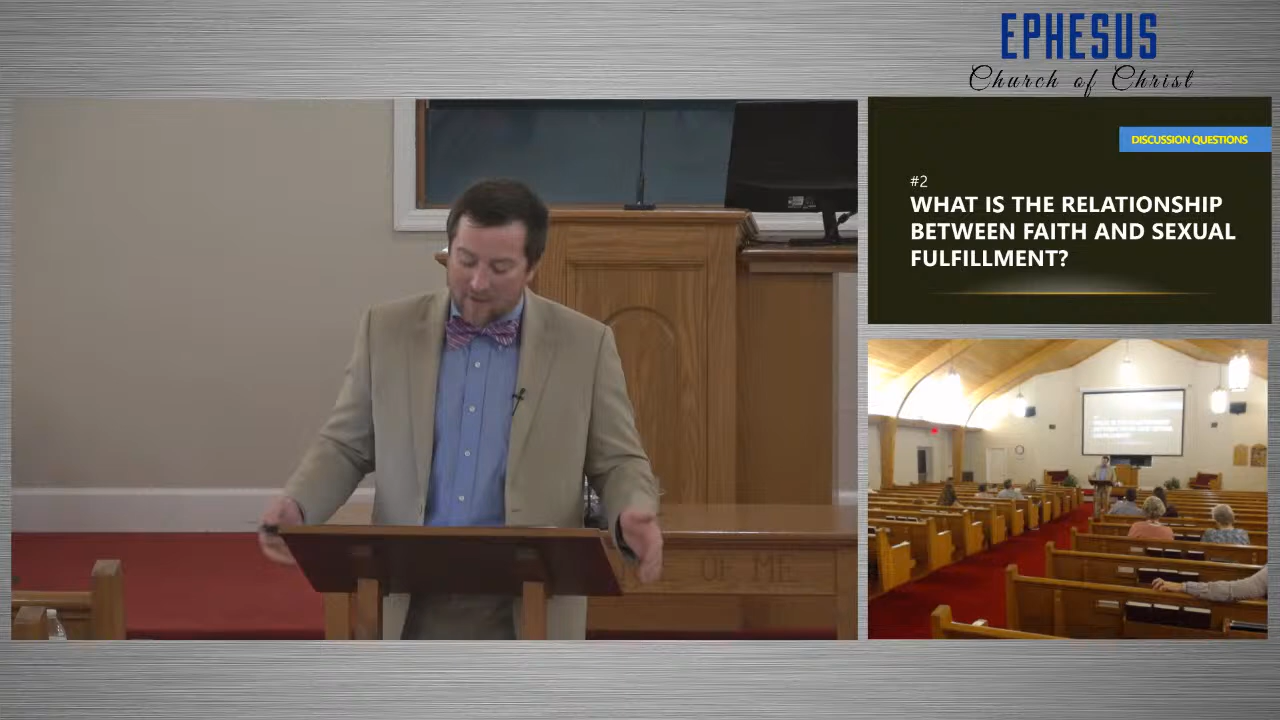 EPHESUS
Church of Christ
DISCUSSION QUESTIONS
#2
WHAT IS THE RELATIONSHIP
BETWEEN FAITH AND SEXUAL
FULFILLMENT?
OF ME